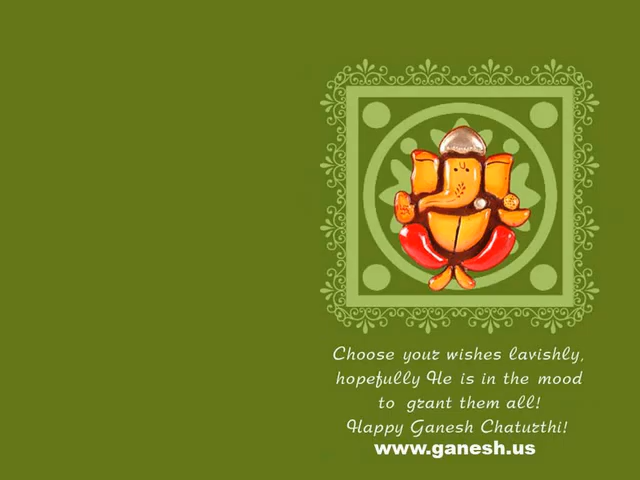 Choose your wishes lavishly,
hopefully He is in the mood
to grant them all!
Happy Ganesh Chaturthi!
www.ganesh.us